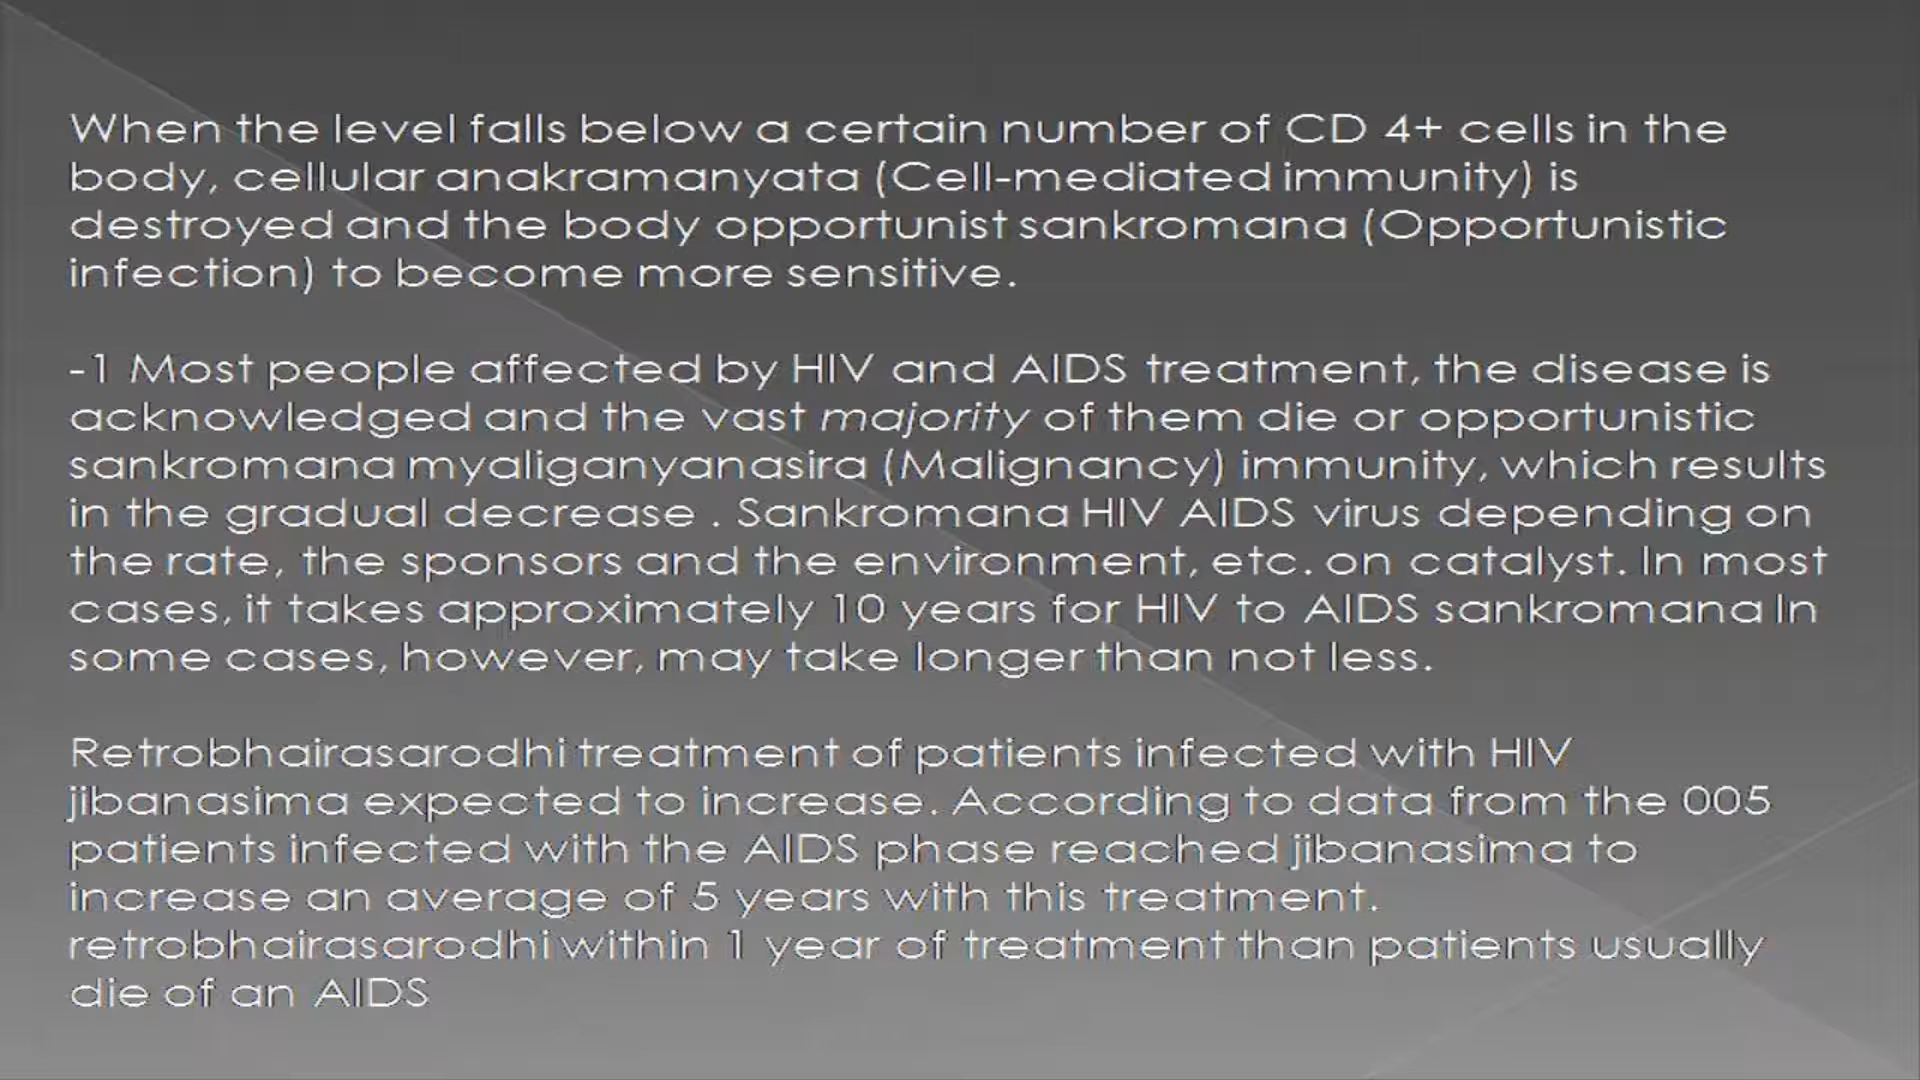 When the level falls below a certain number of CD 4+ cells in the
body, cellular anakramanyata (Cell-mediated immunity) is
destroyed and the body opportunist sankromana (Opportunistic
infection) to become more sensitive.
-1 Most people affected by HIV and AIDS treatment, the disease is
acknowledged and the vast majority of them die or opportunistic
sankromana myaliganyanasira (Malignancy) immunity, which results
in the gradual decrease . Sankromana HIV AIDS virus depending on
the rate, the sponsors and the environment, etc. on catalyst. In most
cases, it takes approximately 10 years for HIV to AIDS sankromana In
some cases, however, may take longer than not less.
Retrobhairasarodhi treatment of patients infected with HIV
jibanasima expected to increase. According to data from the 005
patients infected with the AIDS phase reached jibanasima to
increase an average of 5 years with this treatment.
retrobhairasarodhi within 1 year of treatment than patients usually
die of an AIDS